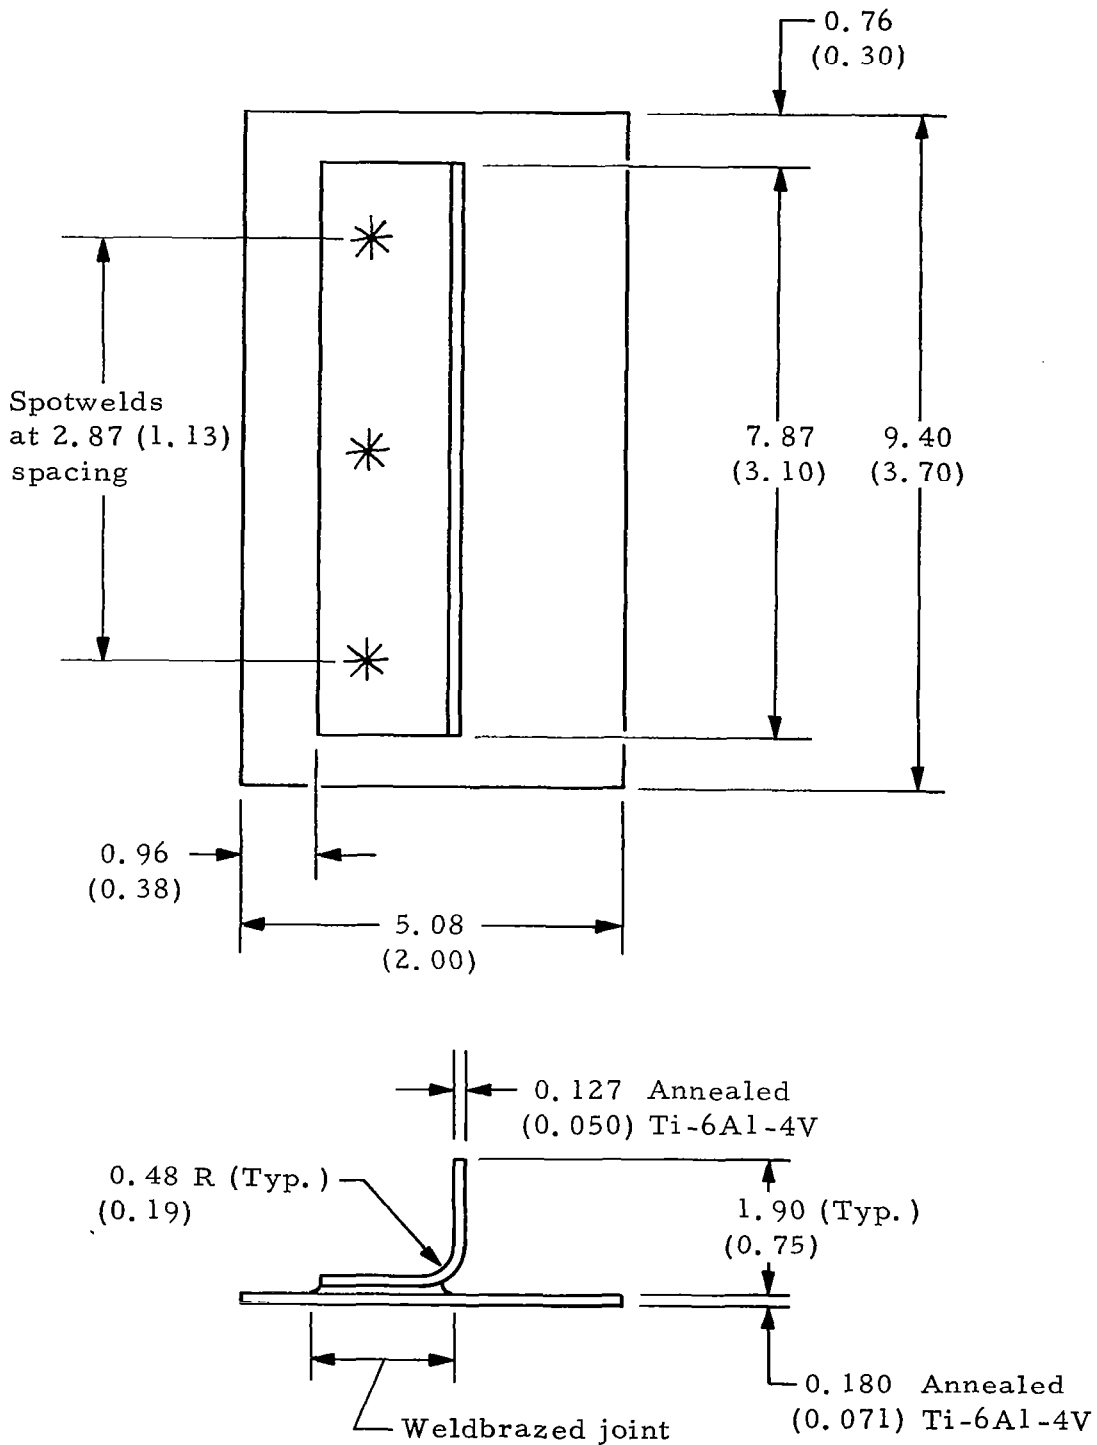 0.76
(0.30)
Spotwelds
at 2.87 (1.13)
spacing
7.87
(3.10)
9.40
(3.70)
0.96
(0.38)
5.08
(2.00)
0.127 Annealed
(0.050) Ti-6Al-4V
0.48 R (Typ.)
(0.19)
1.90 (Typ.)
(0.75)
0.180 Annealed
(0.071) Ti-6Al-4V
Weldbrazed joint